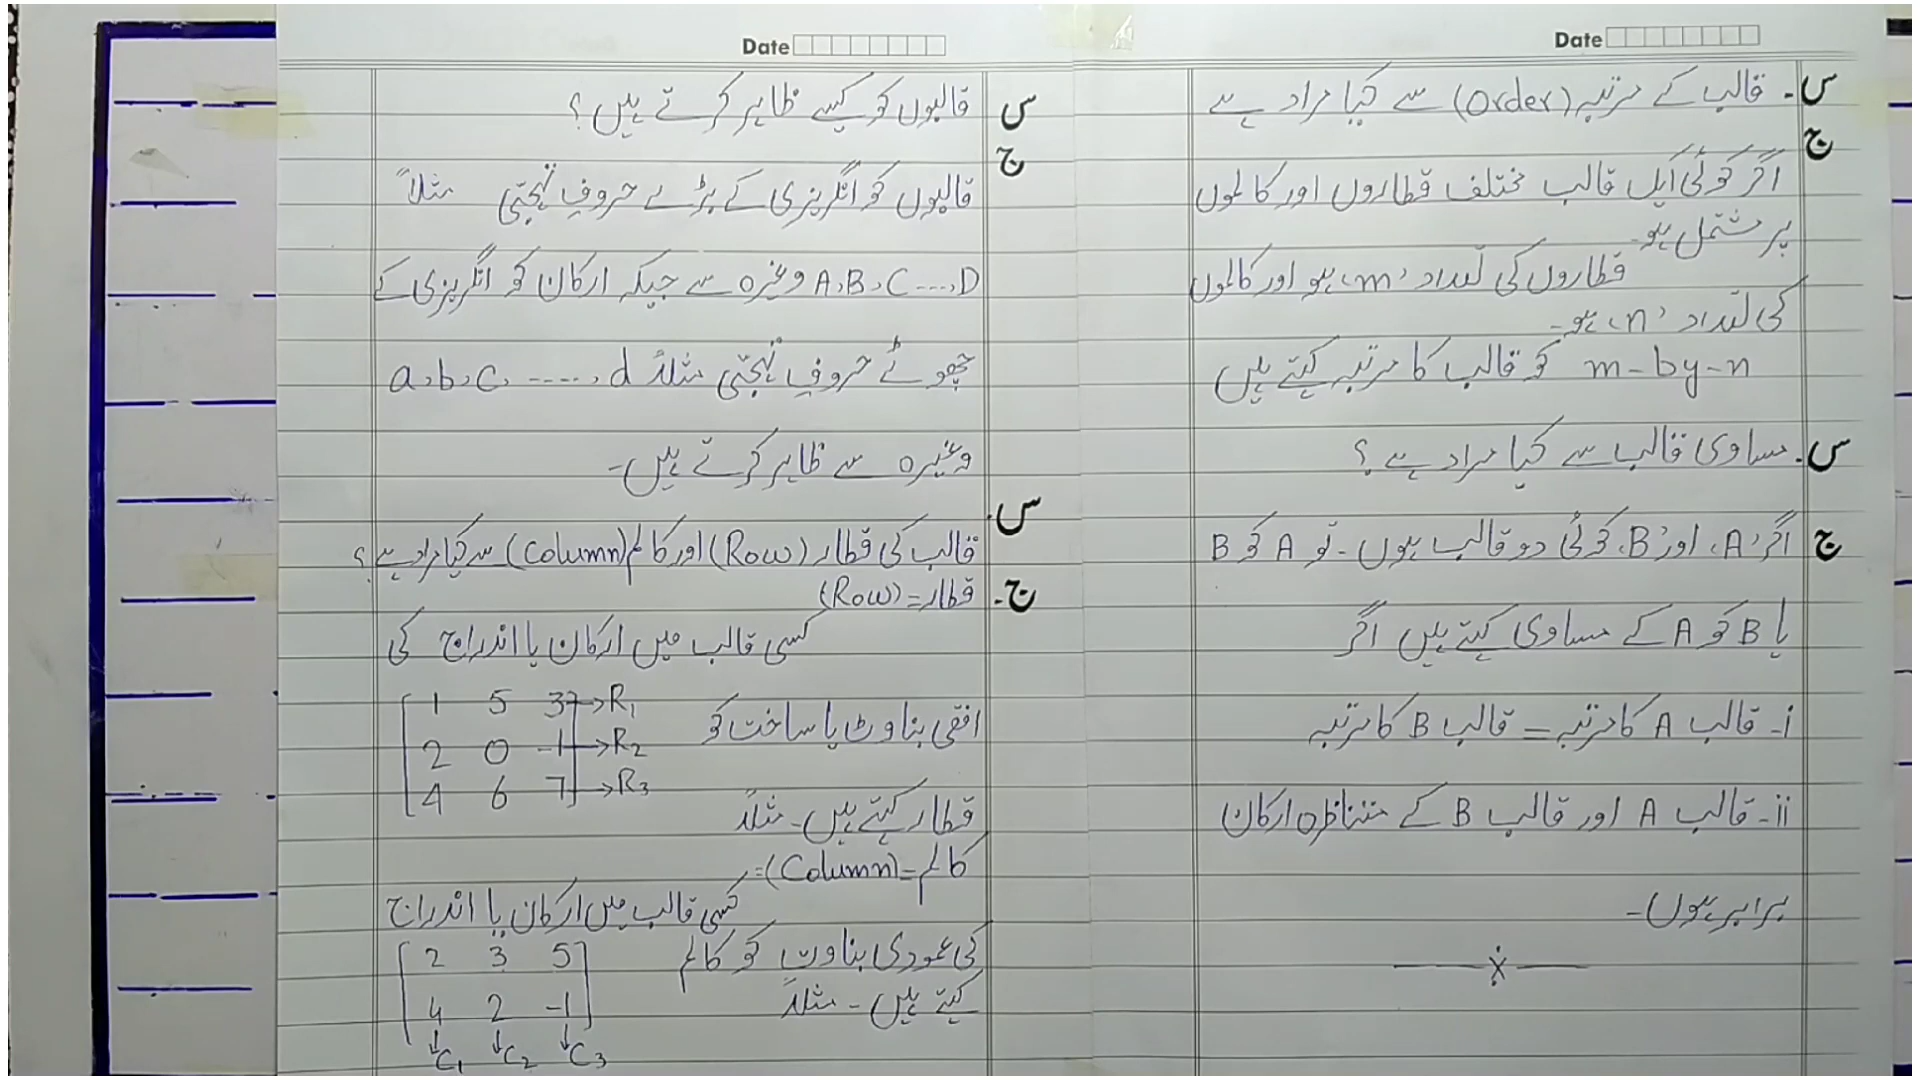 Date
س۔ قالب کے مرتبہ (Order) سے کیا مراد ہے
ج
اگر کوئی ایک قالب مختلف قطاروں اور کالموں
پر مشتمل ہو۔
قطاروں کی تعداد 'm' ہو اور کالموں
کی تعداد 'n' ہو۔
m-by-n کو قالب کا مرتبہ کہتے ہیں
س۔ مساوی قالب سے کیا مراد ہے؟
ج اگر 'A' اور 'B' کوئی دو قالب ہوں۔ تو A کو B
یا B کو A کے مساوی کہتے ہیں اگر
i۔ قالب A کا مرتبہ = قالب B کا مرتبہ
ii۔ قالب A اور قالب B کے متناظرہ ارکان
برابر ہوں۔
Date
س قالبوں کو کیسے ظاہر کرتے ہیں؟
ج
قالبوں کو انگریزی کے بڑے حروفِ تہجّی مثلاً
A،B،C....،D وغیرہ سے جبکہ ارکان کو انگریزی کے
چھوٹے حروفِ تہجّی مثلاً a،b،c،.....،d
وغیرہ سے ظاہر کرتے ہیں۔
س۔
قالب کی قطار (Row) اور کالم (Column) سے کیا مراد ہے؟
ج۔ قطار = (Row)
کسی قالب میں ارکان یا اندراج کی
افقی بناوٹ یا ساخت کو
قطار کہتے ہیں۔ مثلاً
1 5 3 →R₁
2 0 -1 →R₂
4 6 7 →R₃
کالم = (Column):
کسی قالب میں ارکان یا اندراج
کی عمودی بناوٹ کو کالم
کہتے ہیں۔ مثلاً
2 3 5
4 2 -1
↓C₁ ↓C₂ ↓C₃